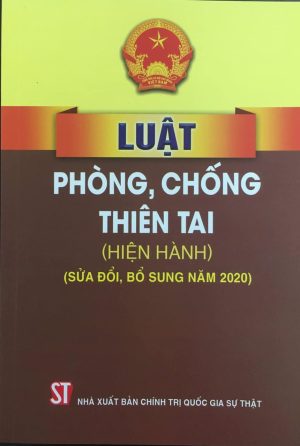 LUẬT
PHÒNG, CHỐNG
THIÊN TAI
(HIỆN HÀNH)
(SỬA ĐỔI, BỔ SUNG NĂM 2020)
ST NHÀ XUẤT BẢN CHÍNH TRỊ QUỐC GIA SỰ THẬT